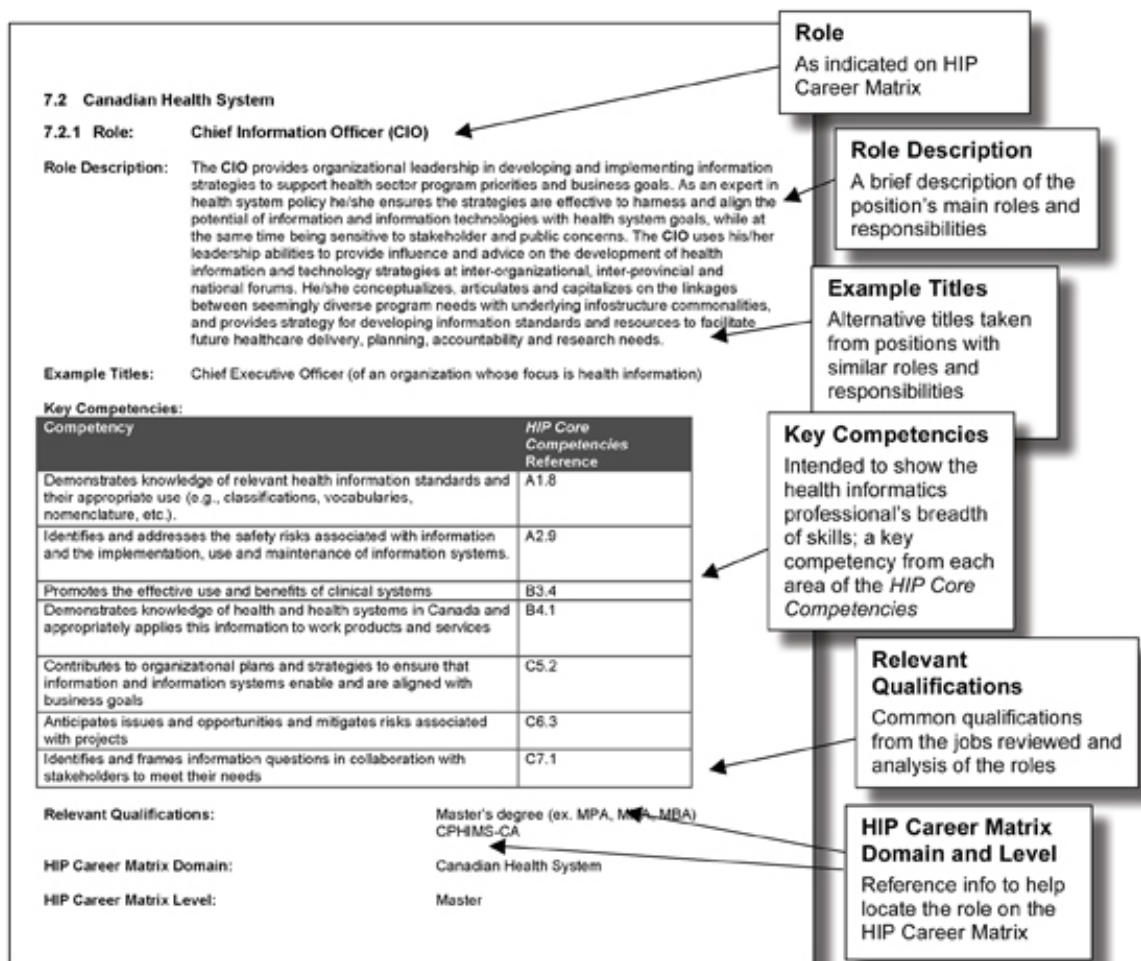 7.2 Canadian Health System
7.2.1 Role: Chief Information Officer (CIO)
Role Description: The CIO provides organizational leadership in developing and implementing information
strategies to support health sector program priorities and business goals. As an expert in
health system policy he/she ensures the strategies are effective to harness and align the
potential of information and information technologies with health system goals, while at
the same time being sensitive to stakeholder and public concerns. The CIO uses his/her
leadership abilities to provide influence and advice on the development of health
information and technology strategies at inter-organizational, inter-provincial and
national forums. He/she conceptualizes, articulates and capitalizes on the linkages
between seemingly diverse program needs with underlying infostructure commonalities,
and provides strategy for developing information standards and resources to facilitate
future healthcare delivery, planning, accountability and research needs.
Example Titles: Chief Executive Officer (of an organization whose focus is health information)
Key Competencies:
Competency
HIP Core
Competencies
Reference
Demonstrates knowledge of relevant health information standards and A1.8
their appropriate use (e.g., classifications, vocabularies,
nomenclature, etc.).
Identifies and addresses the safety risks associated with information A2.9
and the implementation, use and maintenance of information systems.
Promotes the effective use and benefits of clinical systems B3.4
Demonstrates knowledge of health and health systems in Canada and B4.1
appropriately applies this information to work products and services
Contributes to organizational plans and strategies to ensure that C5.2
information and information systems enable and are aligned with
business goals
Anticipates issues and opportunities and mitigates risks associated C6.3
with projects
Identifies and frames information questions in collaboration with C7.1
stakeholders to meet their needs
Relevant Qualifications: Master's degree (ex. MPA, MBA)
CPHIMS-CA
HIP Career Matrix Domain: Canadian Health System
HIP Career Matrix Level: Master
Role
As indicated on HIP
Career Matrix
Role Description
A brief description of the
position's main roles and
responsibilities
Example Titles
Alternative titles taken
from positions with
similar roles and
responsibilities
Key Competencies
Intended to show the
health informatics
professional's breadth
of skills; a key
competency from each
area of the HIP Core
Competencies
Relevant
Qualifications
Common qualifications
from the jobs reviewed and
analysis of the roles
HIP Career Matrix
Domain and Level
Reference info to help
locate the role on the
HIP Career Matrix